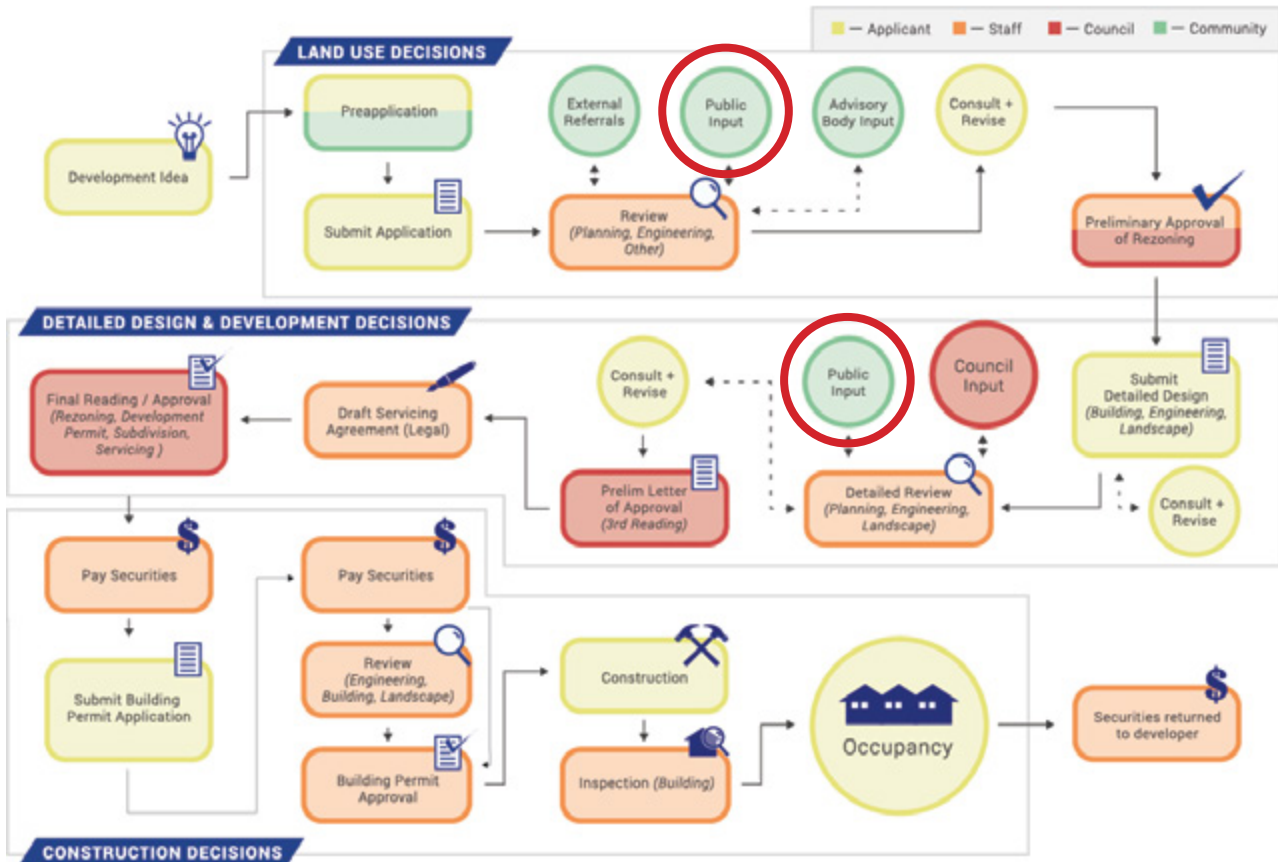 — Applicant — Staff — Council — Community
LAND USE DECISIONS
Development Idea
Preapplication
Submit Application
External
Referrals
Public
Input
Advisory
Body Input
Consult +
Revise
Review
(Planning, Engineering,
Other)
Preliminary Approval
of Rezoning
DETAILED DESIGN & DEVELOPMENT DECISIONS
Submit
Detailed Design
(Building, Engineering,
Landscape)
Consult +
Revise
Council
Input
Public
Input
Detailed Review
(Planning, Engineering,
Landscape)
Consult +
Revise
Prelim Letter
of Approval
(3rd Reading)
Draft Servicing
Agreement (Legal)
Final Reading / Approval
(Rezoning, Development
Permit, Subdivision,
Servicing )
$
Pay Securities
Submit Building
Permit Application
$
Pay Securities
Review
(Engineering,
Building, Landscape)
Building Permit
Approval
Construction
Inspection (Building)
Occupancy
$
Securities returned
to developer
CONSTRUCTION DECISIONS